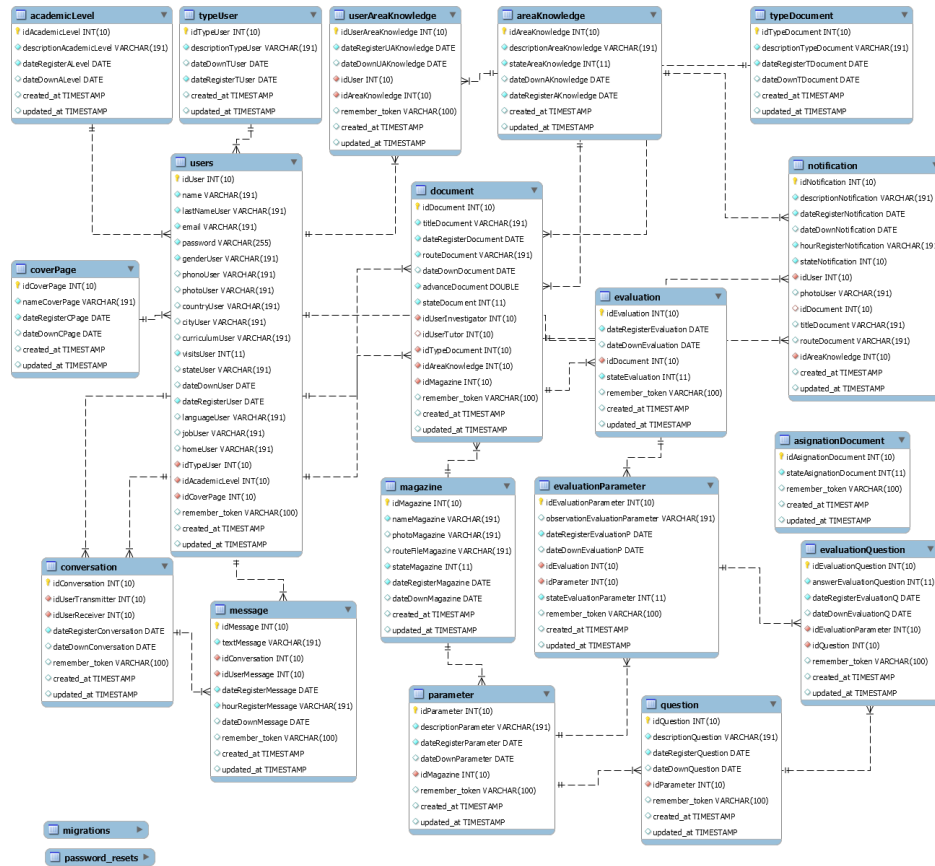 academicLevel
idAcademicLevel INT(10)
descriptionAcademicLevel VARCHAR(191)
dateRegisterALevel DATE
dateDownALevel DATE
created_at TIMESTAMP
updated_at TIMESTAMP
typeUser
idTypeUser INT(10)
descriptionTypeUser VARCHAR(191)
dateDownTUser DATE
dateRegisterTUser DATE
created_at TIMESTAMP
updated_at TIMESTAMP
userAreaKnowledge
idUserAreaKnowledge INT(10)
dateRegisterUAKnowledge DATE
dateDownUAKnowledge DATE
idUser INT(10)
idAreaKnowledge INT(10)
remember_token VARCHAR(100)
created_at TIMESTAMP
updated_at TIMESTAMP
areaKnowledge
idAreaKnowledge INT(10)
descriptionAreaKnowledge VARCHAR(191)
stateAreaKnowledge INT(11)
dateDownAKnowledge DATE
dateRegisterAKnowledge DATE
created_at TIMESTAMP
updated_at TIMESTAMP
typeDocument
idTypeDocument INT(10)
descriptionTypeDocument VARCHAR(191)
dateRegisterTDocument DATE
dateDownTDocument DATE
created_at TIMESTAMP
updated_at TIMESTAMP
users
idUser INT(10)
name VARCHAR(191)
lastNameUser VARCHAR(191)
email VARCHAR(191)
password VARCHAR(255)
genderUser VARCHAR(191)
phonoUser VARCHAR(191)
photoUser VARCHAR(191)
countryUser VARCHAR(191)
cityUser VARCHAR(191)
curriculumUser VARCHAR(191)
visitsUser INT(11)
stateUser VARCHAR(191)
dateDownUser DATE
dateRegisterUser DATE
languageUser VARCHAR(191)
jobUser VARCHAR(191)
homeUser VARCHAR(191)
idTypeUser INT(10)
idAcademicLevel INT(10)
idCoverPage INT(10)
remember_token VARCHAR(100)
created_at TIMESTAMP
updated_at TIMESTAMP
document
idDocument INT(10)
titleDocument VARCHAR(191)
dateRegisterDocument DATE
routeDocument VARCHAR(191)
dateDownDocument DATE
advanceDocument DOUBLE
stateDocument INT(11)
idUserInvestigator INT(10)
idUserTutor INT(10)
idTypeDocument INT(10)
idAreaKnowledge INT(10)
idMagazine INT(10)
remember_token VARCHAR(100)
created_at TIMESTAMP
updated_at TIMESTAMP
notification
idNotification INT(10)
descriptionNotification VARCHAR(191)
dateRegisterNotification DATE
dateDownNotification DATE
hourRegisterNotification VARCHAR(191)
stateNotification INT(10)
idUser INT(10)
photoUser VARCHAR(191)
idDocument INT(10)
titleDocument VARCHAR(191)
routeDocument VARCHAR(191)
idAreaKnowledge INT(10)
created_at TIMESTAMP
updated_at TIMESTAMP
coverPage
idCoverPage INT(10)
nameCoverPage VARCHAR(191)
dateRegisterCPage DATE
dateDownCPage DATE
created_at TIMESTAMP
updated_at TIMESTAMP
evaluation
idEvaluation INT(10)
dateRegisterEvaluation DATE
dateDownEvaluation DATE
idDocument INT(10)
stateEvaluation INT(11)
remember_token VARCHAR(100)
created_at TIMESTAMP
updated_at TIMESTAMP
asignationDocument
idAsignationDocument INT(10)
stateAsignationDocument INT(11)
remember_token VARCHAR(100)
created_at TIMESTAMP
updated_at TIMESTAMP
magazine
idMagazine INT(10)
nameMagazine VARCHAR(191)
photoMagazine VARCHAR(191)
routeFileMagazine VARCHAR(191)
stateMagazine INT(11)
dateRegisterMagazine DATE
dateDownMagazine DATE
created_at TIMESTAMP
updated_at TIMESTAMP
evaluationParameter
idEvaluationParameter INT(10)
observationEvaluationParameter VARCHAR(191)
dateRegisterEvaluationP DATE
dateDownEvaluationP DATE
idEvaluation INT(10)
idParameter INT(10)
stateEvaluationParameter INT(11)
remember_token VARCHAR(100)
created_at TIMESTAMP
updated_at TIMESTAMP
evaluationQuestion
idEvaluationQuestion INT(10)
answerEvaluationQuestion INT(11)
dateRegisterEvaluationQ DATE
dateDownEvaluationQ DATE
idEvaluationParameter INT(10)
idQuestion INT(10)
remember_token VARCHAR(100)
created_at TIMESTAMP
updated_at TIMESTAMP
conversation
idConversation INT(10)
idUserTransmitter INT(10)
idUserReceiver INT(10)
dateRegisterConversation DATE
dateDownConversation DATE
remember_token VARCHAR(100)
created_at TIMESTAMP
updated_at TIMESTAMP
message
idMessage INT(10)
textMessage VARCHAR(191)
idConversation INT(10)
idUserMessage INT(10)
dateRegisterMessage DATE
hourRegisterMessage VARCHAR(191)
dateDownMessage DATE
remember_token VARCHAR(100)
created_at TIMESTAMP
updated_at TIMESTAMP
parameter
idParameter INT(10)
descriptionParameter VARCHAR(191)
dateRegisterParameter DATE
dateDownParameter DATE
idMagazine INT(10)
remember_token VARCHAR(100)
created_at TIMESTAMP
updated_at TIMESTAMP
question
idQuestion INT(10)
descriptionQuestion VARCHAR(191)
dateRegisterQuestion DATE
dateDownQuestion DATE
idParameter INT(10)
remember_token VARCHAR(100)
created_at TIMESTAMP
updated_at TIMESTAMP
migrations
password_resets